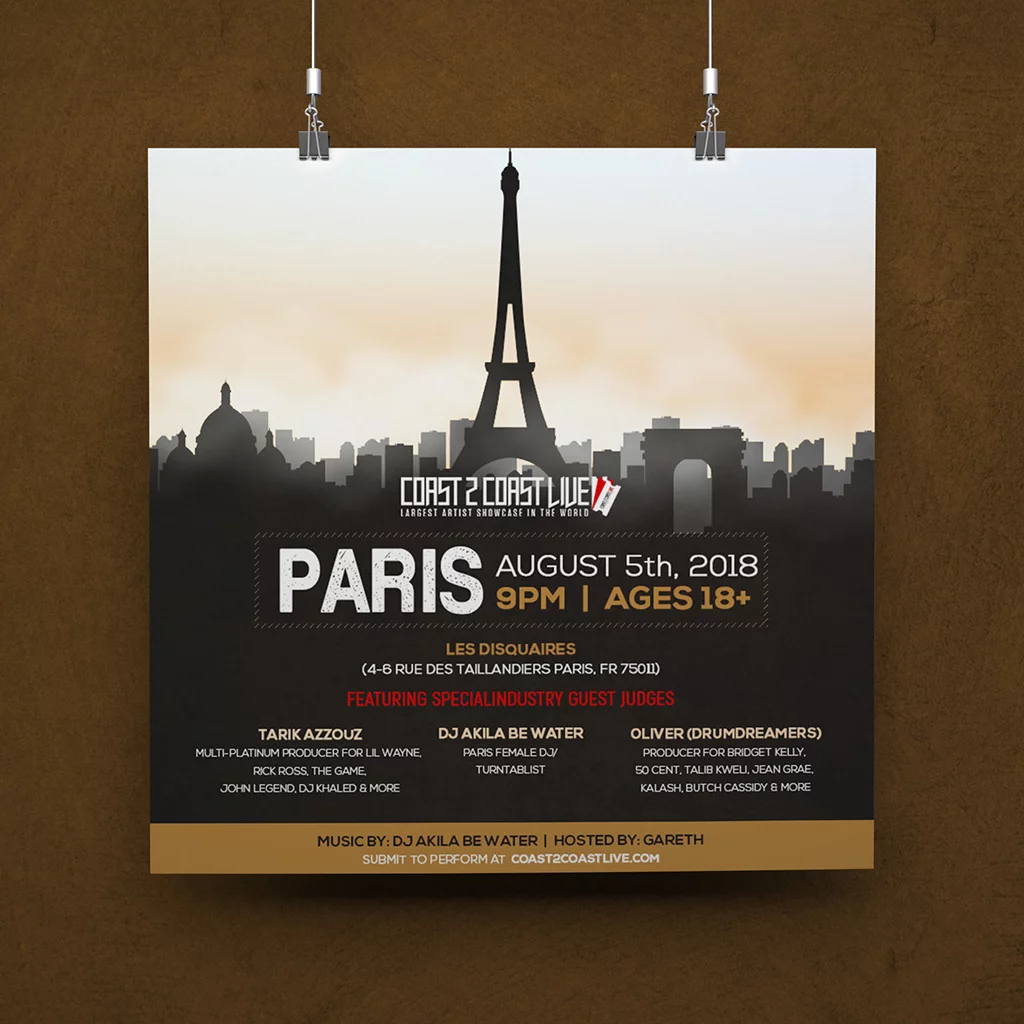 COAST 2 COAST LIVE
LARGEST ARTIST SHOWCASE IN THE WORLD
PARIS
AUGUST 5th, 2018
9PM | AGES 18+
LES DISQUAIRES
(4-6 RUE DES TAILLANDIERS PARIS, FR 75011)
FEATURING SPECIALINDUSTRY GUEST JUDGES
TARIK AZZOUZ
MULTI-PLATINUM PRODUCER FOR LIL WAYNE,
RICK ROSS, THE GAME,
JOHN LEGEND, DJ KHALED & MORE
DJ AKILA BE WATER
PARIS FEMALE DJ/
TURNTABLIST
OLIVER (DRUMDREAMERS)
PRODUCER FOR BRIDGET KELLY,
50 CENT, TALIB KWELI, JEAN GRAE,
KALASH, BUTCH CASSIDY & MORE
MUSIC BY: DJ AKILA BE WATER | HOSTED BY: GARETH
SUBMIT TO PERFORM AT COAST2COASTLIVE.COM